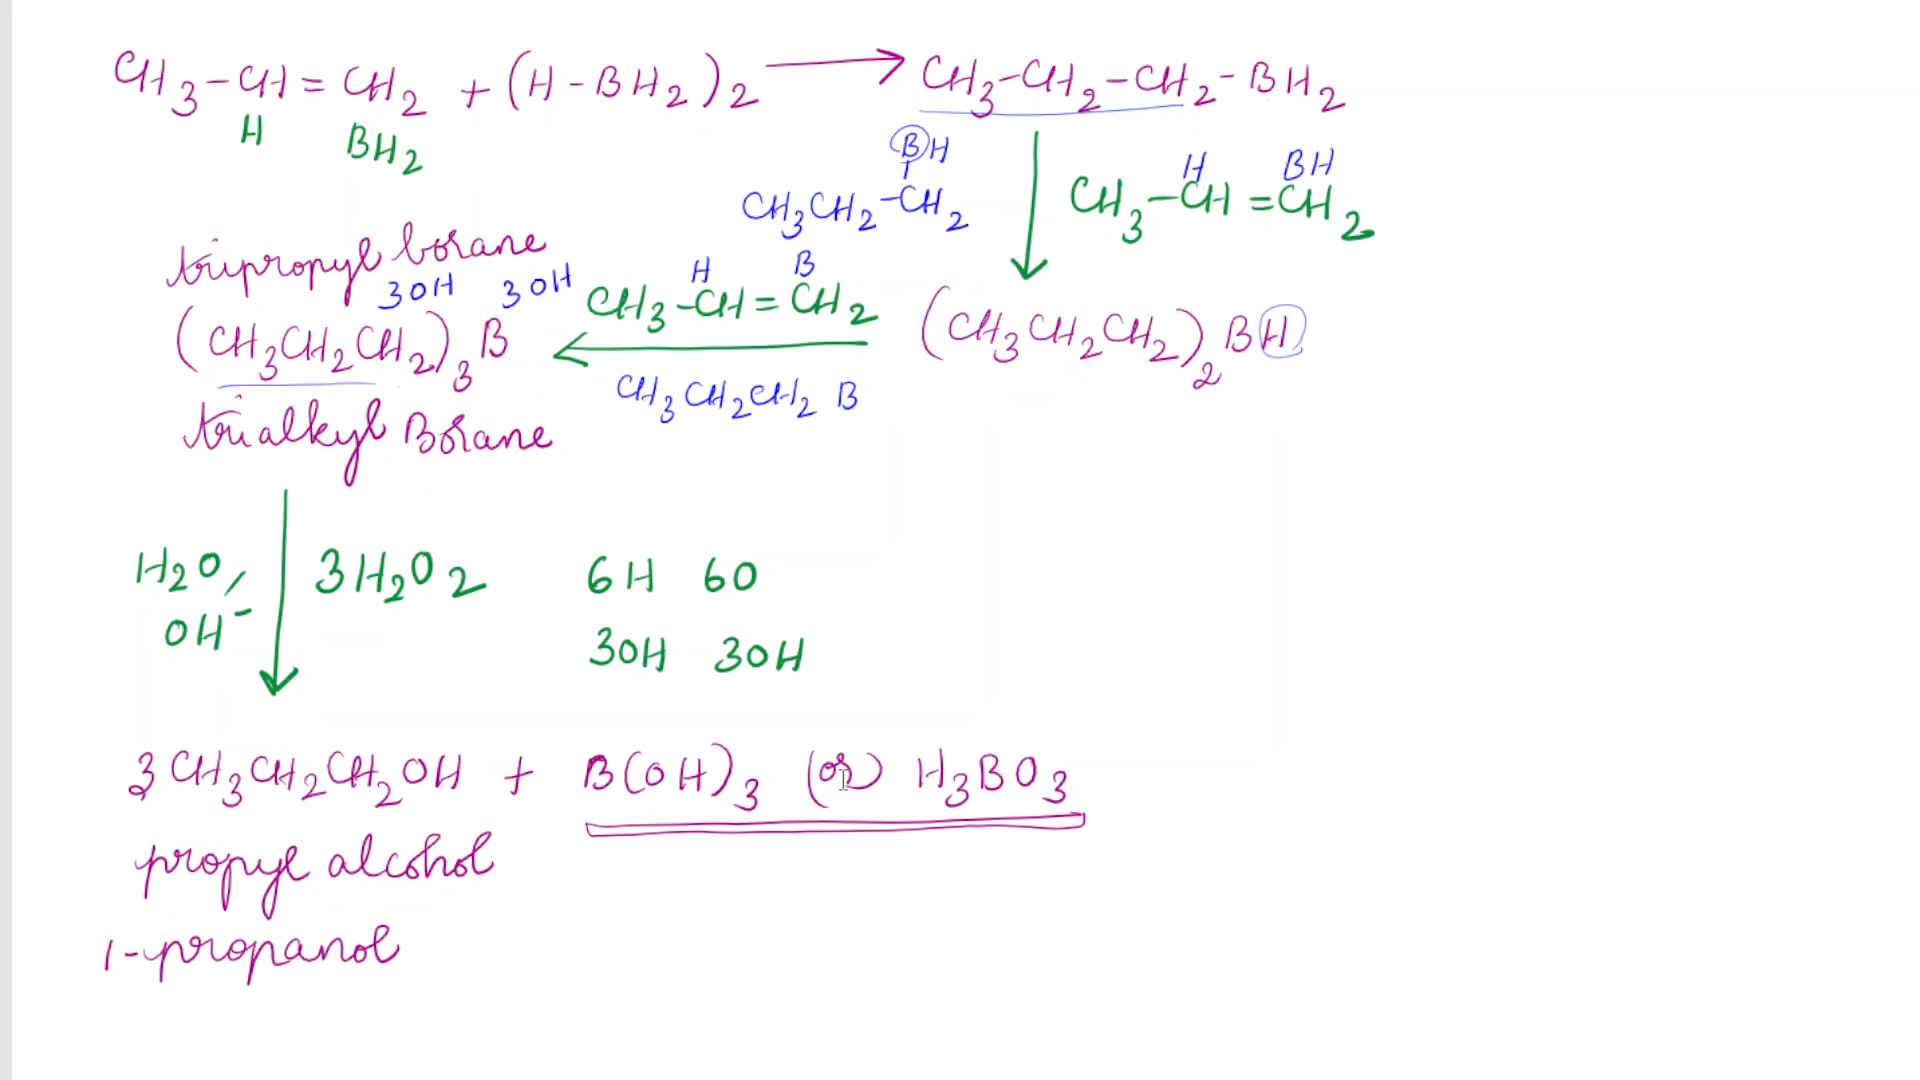 CH3-CH=CH2 + (H-BH2)2 ⟶ CH3-CH2-CH2-BH2
H BH2
BH
CH3CH2-CH2
H BH
CH3-CH=CH2
tripropyl borane
3OH 3OH
H B
CH3-CH=CH2
(CH3CH2CH2)3B
(CH3CH2CH2)2BH
CH3CH2CH2 B
trialkyl Borane
H2O/ 3H2O2 6H 6O
OH- 3OH 3OH
3CH3CH2CH2OH + B(OH)3 (or) H3BO3
propyl alcohol
1-propanol